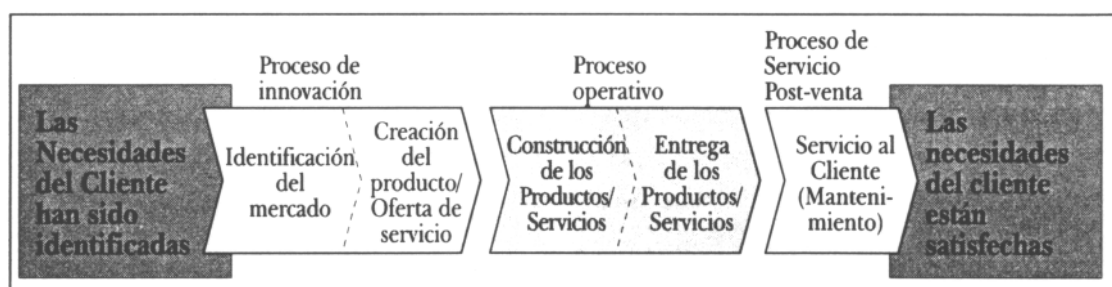 Proceso de
innovación
Proceso
operativo
Proceso de
Servicio
Post-venta
Las
Necesidades
del Cliente
han sido
identificadas
Identificación
del
mercado
Creación
del
producto/
Oferta de
servicio
Construcción
de los
Productos/
Servicios
Entrega
de los
Productos/
Servicios
Servicio al
Cliente
(Manteni-
miento)
Las
necesidades
del cliente
están
satisfechas